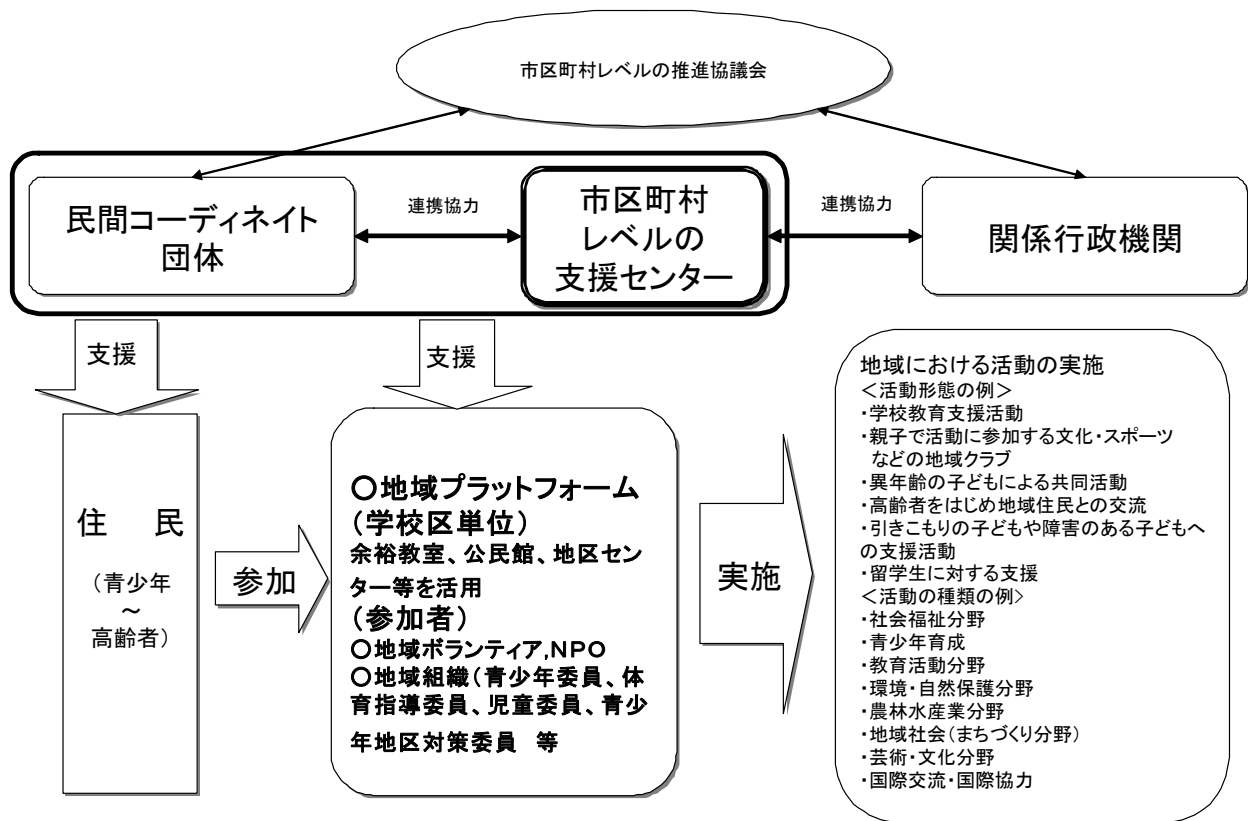 市区町村レベルの推進協議会
民間コーディネイト
団体
連携協力
市区町村
レベルの
支援センター
連携協力
関係行政機関
支援
支援
住　民
(青少年
～
高齢者)
参加
○地域プラットフォーム
(学校区単位)
余裕教室、公民館、地区セン
ター等を活用
(参加者)
○地域ボランティア,NPO
○地域組織(青少年委員、体
育指導委員、児童委員、青少
年地区対策委員　等
実施
地域における活動の実施
＜活動形態の例＞
・学校教育支援活動
・親子で活動に参加する文化・スポーツ
などの地域クラブ
・異年齢の子どもによる共同活動
・高齢者をはじめ地域住民との交流
・引きこもりの子どもや障害のある子どもへ
の支援活動
・留学生に対する支援
＜活動の種類の例＞
・社会福祉分野
・青少年育成
・教育活動分野
・環境・自然保護分野
・農林水産業分野
・地域社会(まちづくり分野)
・芸術・文化分野
・国際交流・国際協力